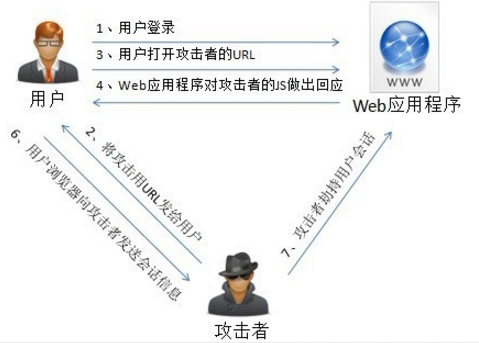 1、用户登录
3、用户打开攻击者的URL
4、Web应用程序对攻击者的JS做出回应
用户
WWW
Web应用程序
2、将攻击用URL发给用户
6、用户浏览器向攻击者发送会话信息
7、攻击者劫持用户会话
攻击者